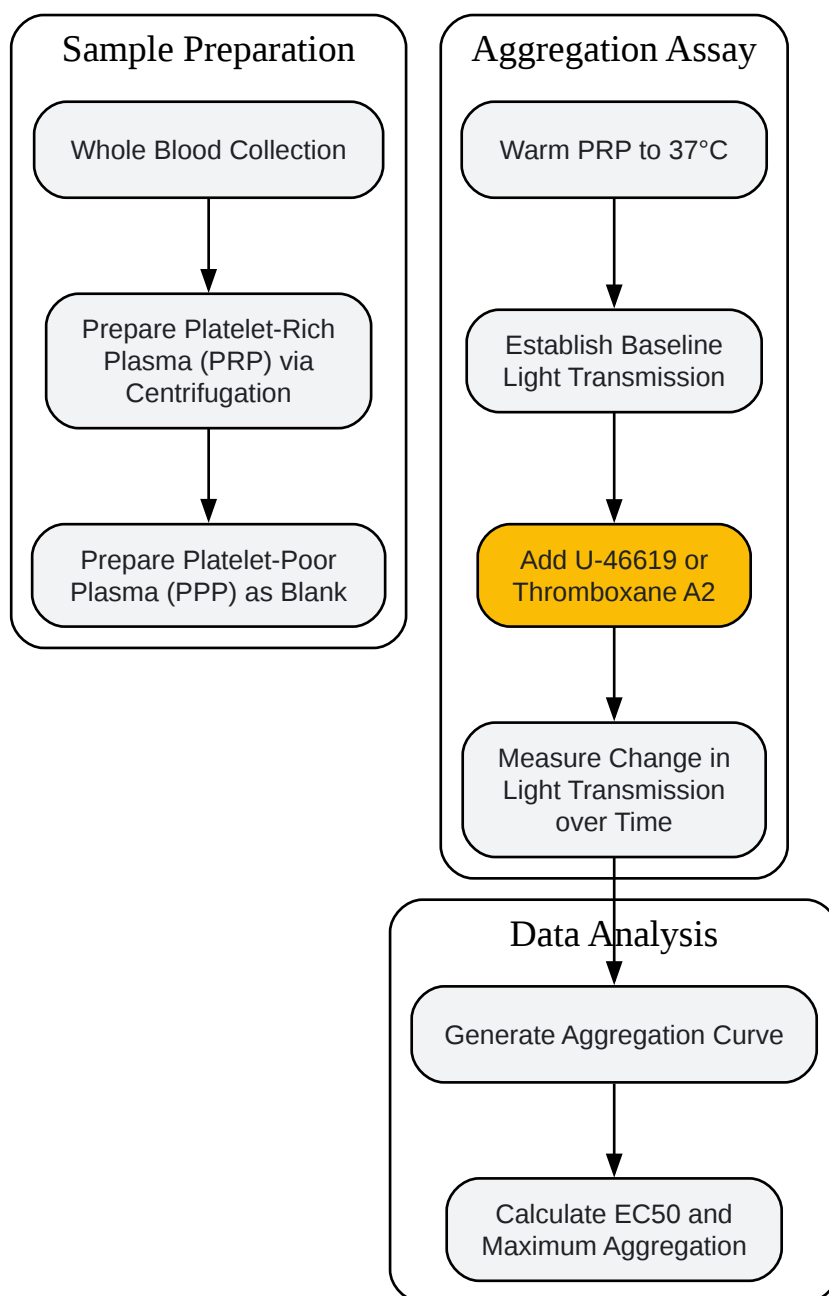 Sample Preparation
Whole Blood Collection
Prepare Platelet-Rich
Plasma (PRP) via
Centrifugation
Prepare Platelet-Poor
Plasma (PPP) as Blank
Aggregation Assay
Warm PRP to 37°C
Establish Baseline
Light Transmission
Add U-46619 or
Thromboxane A2
Measure Change in
Light Transmission
over Time
Data Analysis
Generate Aggregation Curve
Calculate EC50 and
Maximum Aggregation